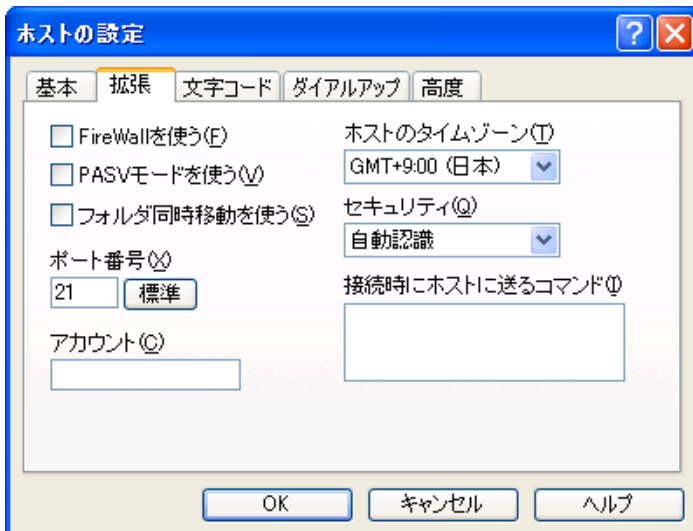 ホストの設定
基本 拡張 文字コード ダイアルアップ 高度
FireWallを使う(F)
PASVモードを使う(V)
フォルダ同時移動を使う(S)
ポート番号(X)
21 標準
アカウント(C)
ホストのタイムゾーン(T)
GMT+9:00 (日本)
セキュリティ(Q)
自動認識
接続時にホストに送るコマンド(I)
OK キャンセル ヘルプ